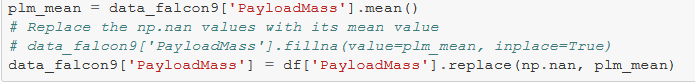 plm_mean = data_falcon9['PayloadMass'].mean()
# Replace the np.nan values with its mean value
# data_falcon9['PayloadMass'].fillna(value=plm_mean, inplace=True)
data_falcon9['PayloadMass'] = df['PayloadMass'].replace(np.nan, plm_mean)